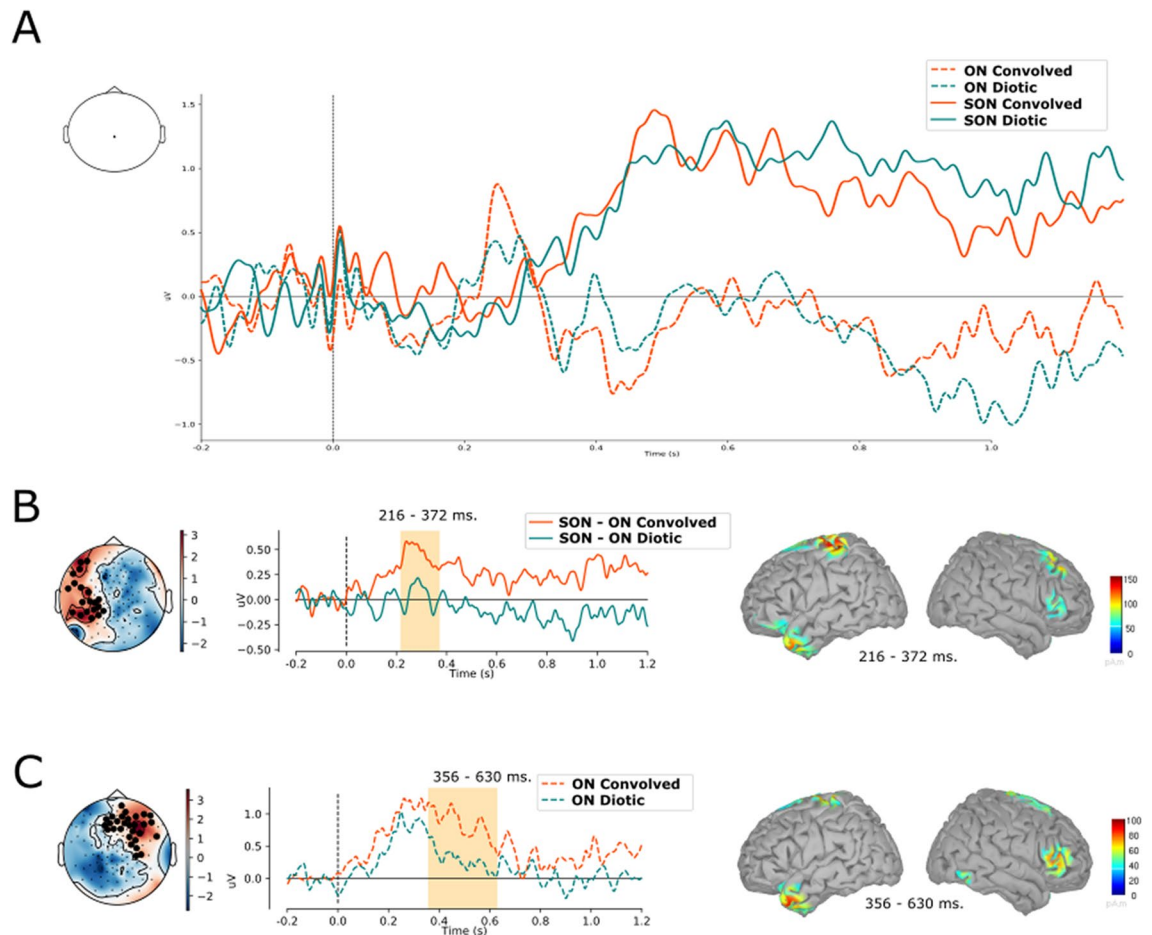 A
ON Convolved
ON Diotic
SON Convolved
SON Diotic
1.5
1.0
0.5
0.0
−0.5
−1.0
uV
-0.2 0.0 0.2 0.4 0.6 0.8 1.0
Time (s)
B
216 - 372 ms.
SON - ON Convolved
SON - ON Diotic
3
2
1
0
−1
−2
0.50
0.25
0.00
−0.25
−0.50
uV
-0.2 0.0 0.2 0.4 0.6 0.8 1.0 1.2
Time (s)
216 - 372 ms.
150
100
50
0
pAm
C
356 - 630 ms.
ON Convolved
ON Diotic
3
2
1
0
−1
−2
1.0
0.5
0.0
uV
-0.2 0.0 0.2 0.4 0.6 0.8 1.0 1.2
Time (s)
356 - 630 ms.
100
80
60
40
20
0
pAm